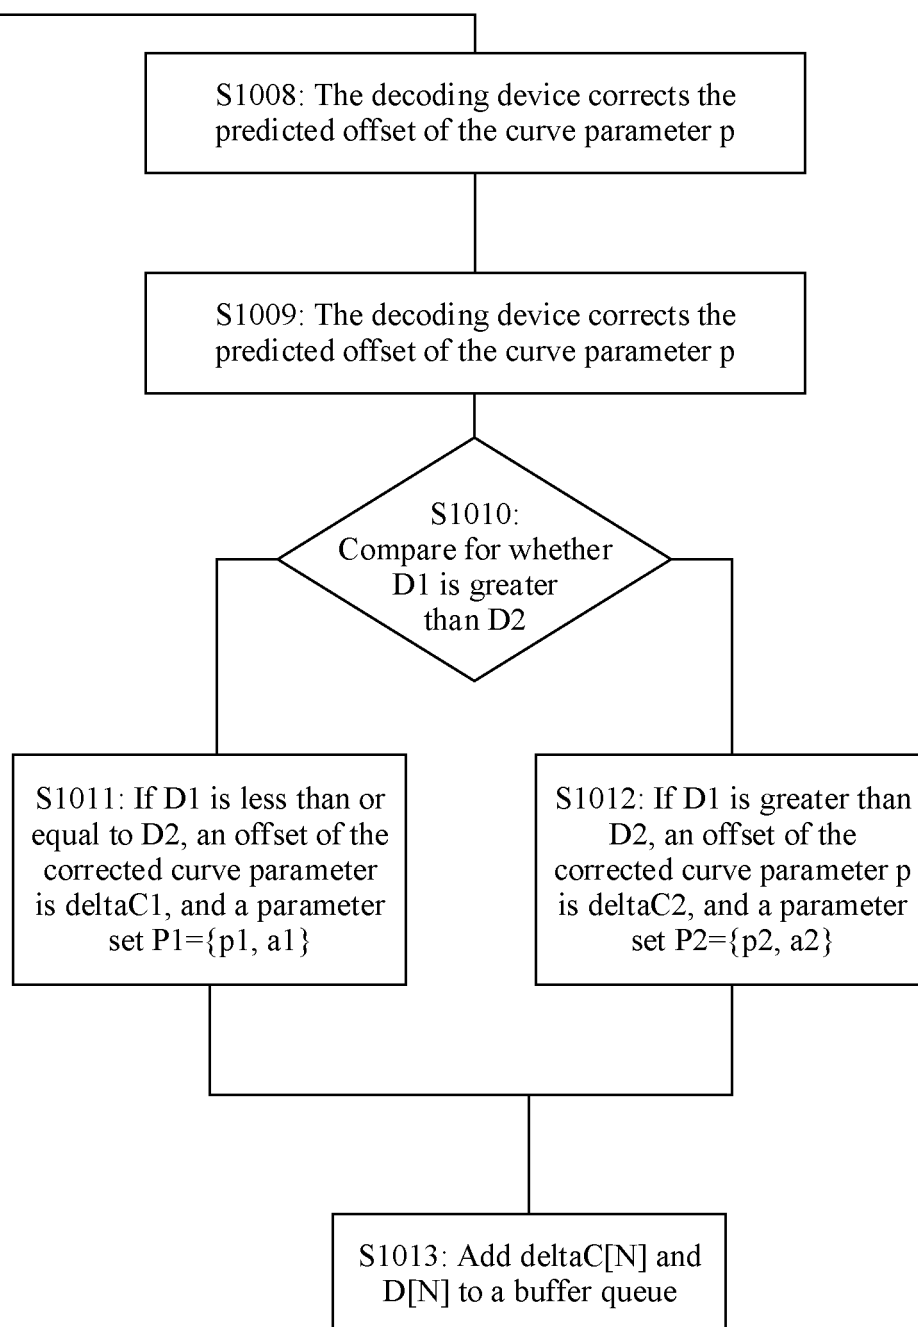 S1008: The decoding device corrects the
predicted offset of the curve parameter p
S1009: The decoding device corrects the
predicted offset of the curve parameter p
S1010:
Compare for whether
D1 is greater
than D2
S1011: If D1 is less than or
equal to D2, an offset of the
corrected curve parameter
is deltaC1, and a parameter
set P1={p1, a1}
S1012: If D1 is greater than
D2, an offset of the
corrected curve parameter p
is deltaC2, and a parameter
set P2={p2, a2}
S1013: Add deltaC[N] and
D[N] to a buffer queue